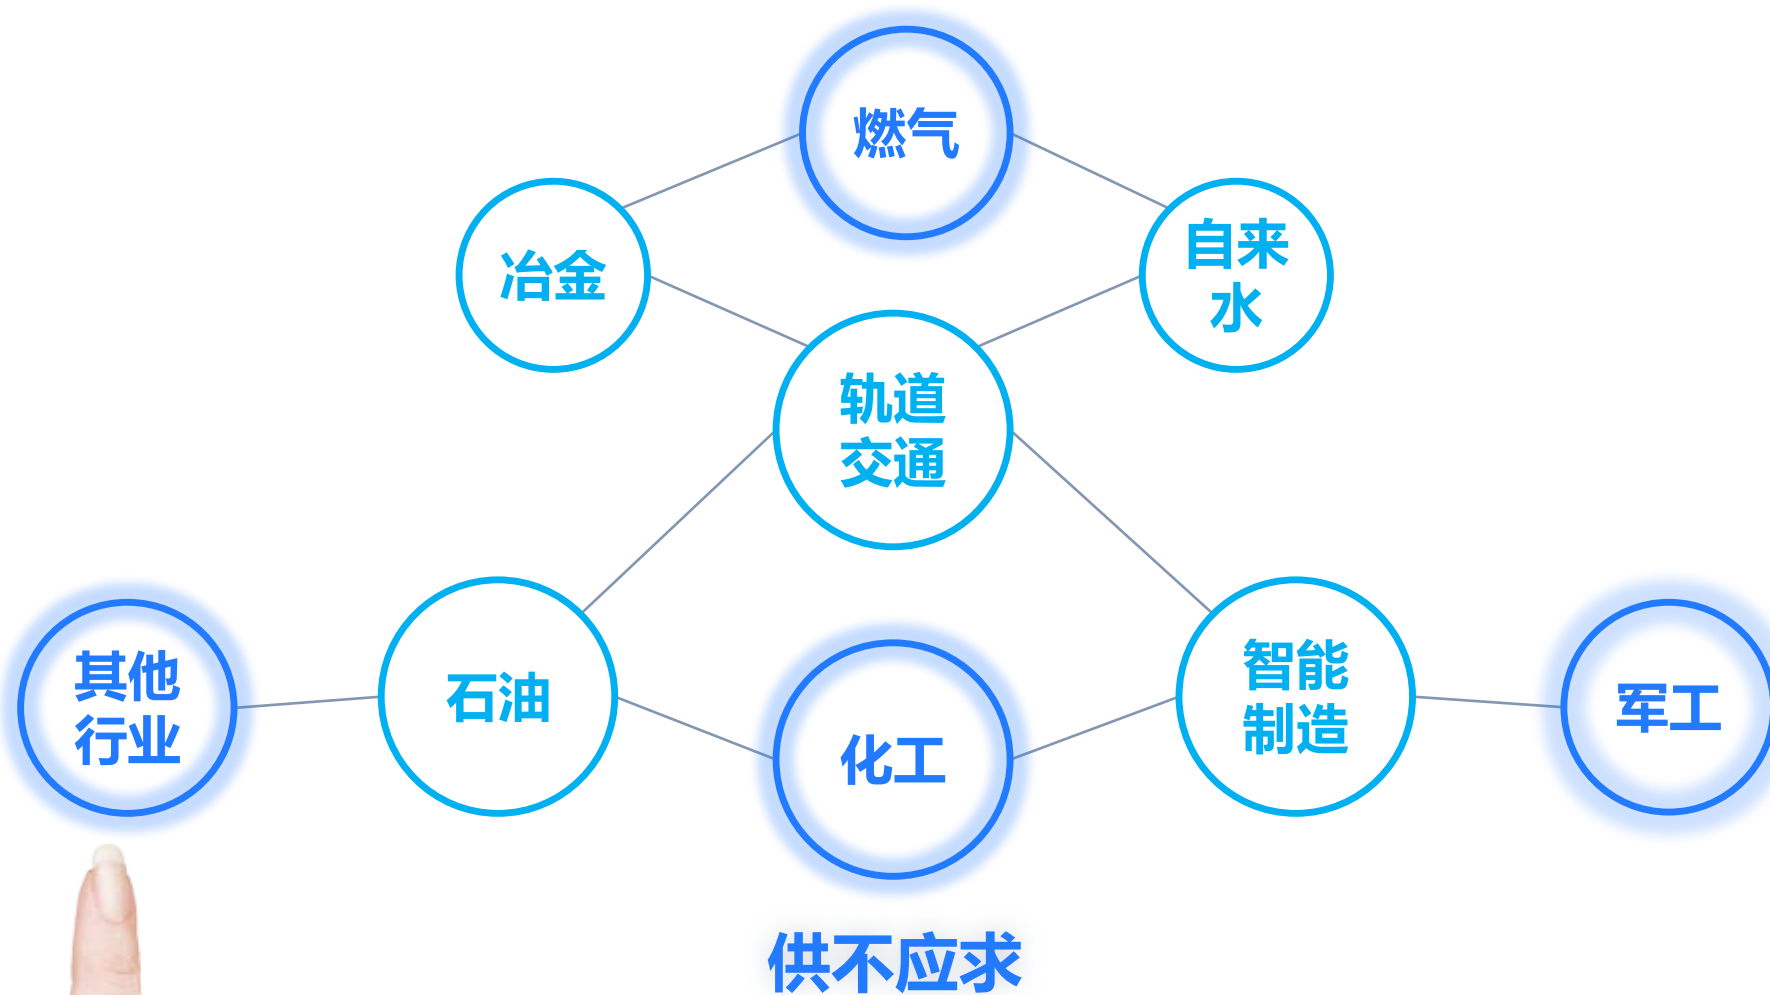 燃气
冶金
自来
水
轨道
交通
其他
行业
石油
化工
智能
制造
军工
供不应求